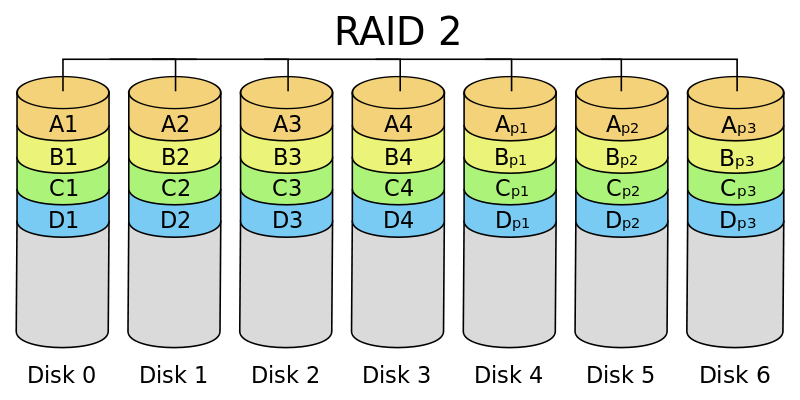 RAID 2
A1 A2 A3 A4 Ap1 Ap2 Ap3
B1 B2 B3 B4 Bp1 Bp2 Bp3
C1 C2 C3 C4 Cp1 Cp2 Cp3
D1 D2 D3 D4 Dp1 Dp2 Dp3
Disk 0 Disk 1 Disk 2 Disk 3 Disk 4 Disk 5 Disk 6